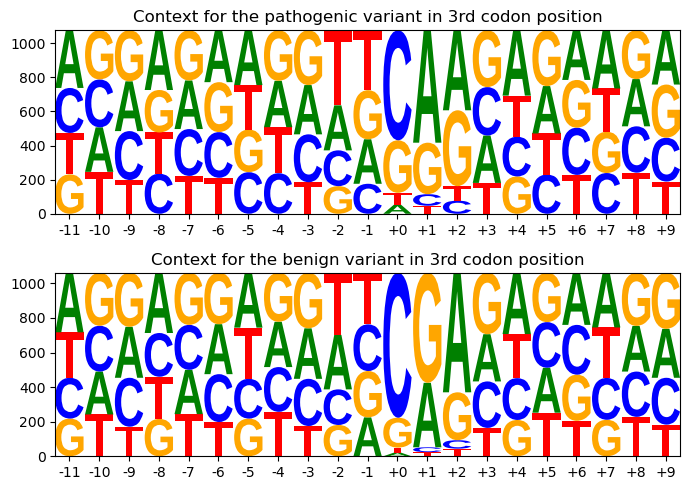 Context for the pathogenic variant in 3rd codon position
1000
800
600
400
200
0
A G G A G A A G G T T C A A G A G A A G A
C C A G A G T A A A G G G G C T A G T A G
T A C T C C G T C C A T C T A C T C G C C
G T T C T T C C T G C A T C T G C T C T T
-11 -10 -9 -8 -7 -6 -5 -4 -3 -2 -1 +0 +1 +2 +3 +4 +5 +6 +7 +8 +9
Context for the benign variant in 3rd codon position
1000
800
600
400
200
0
A G G A G G A G G T T C G A G A G A A G G
T C A C C A T A A A C G A G A T C C T A A
C A C T A C C C C C G T C C C C A G C C C
G T T G T T G T T G A A T T T G T T G T T
-11 -10 -9 -8 -7 -6 -5 -4 -3 -2 -1 +0 +1 +2 +3 +4 +5 +6 +7 +8 +9